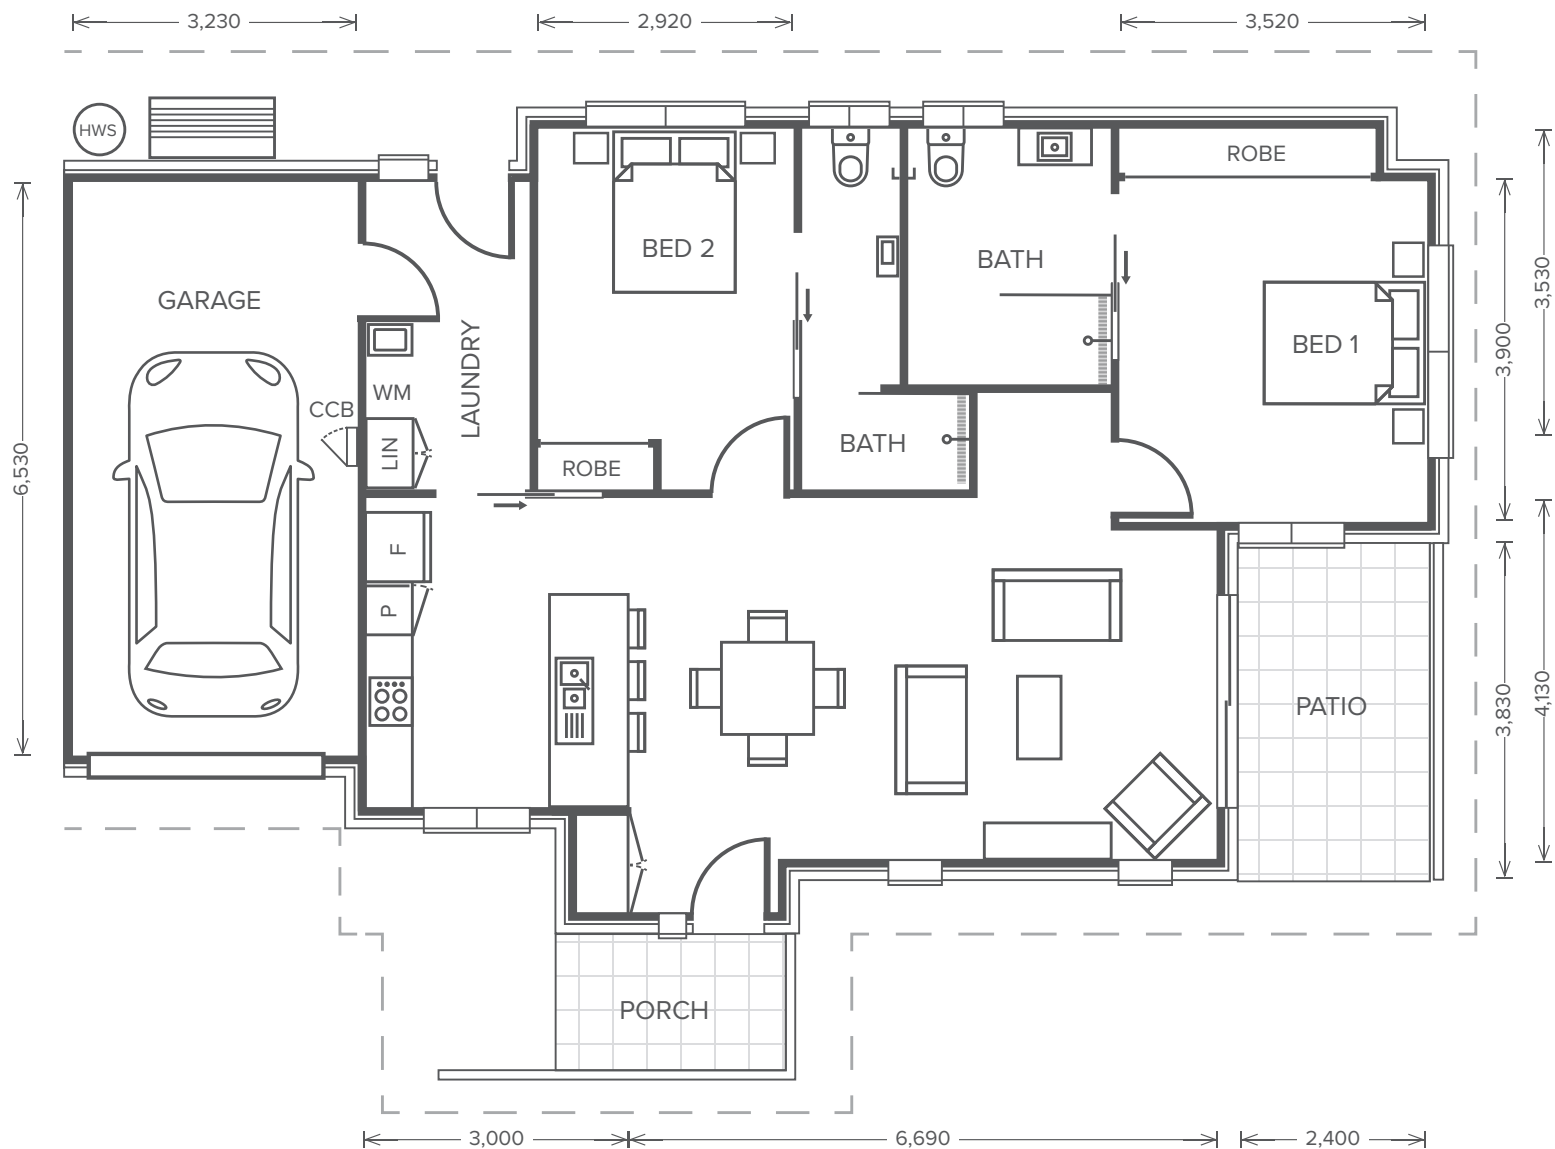 3,230
2,920
3,520
HWS
ROBE
BED 2
BATH
GARAGE
3,530
LAUNDRY
BED 1
3,900
WM
CCB
LIN
BATH
ROBE
6,530
F
P
PATIO
3,830
4,130
PORCH
3,000
6,690
2,400